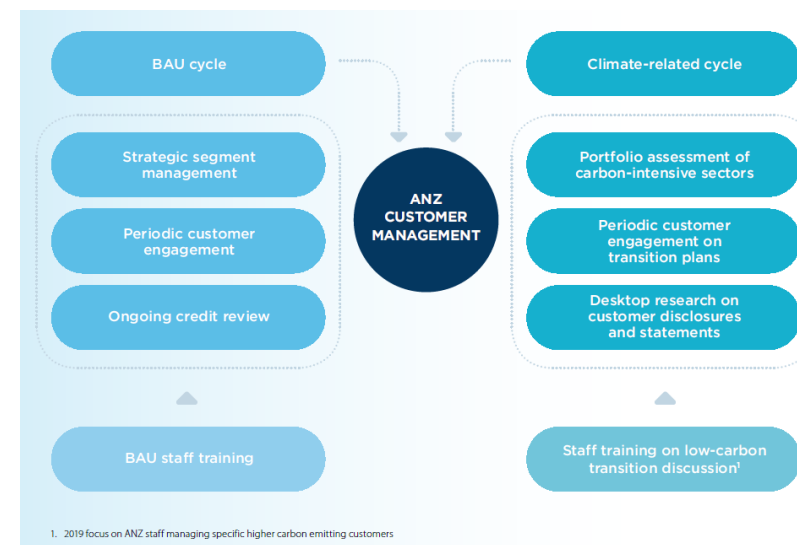 BAU cycle
Climate-related cycle
Strategic segment
management
Periodic customer
engagement
Ongoing credit review
ANZ
CUSTOMER
MANAGEMENT
Portfolio assessment of
carbon-intensive sectors
Periodic customer
engagement on
transition plans
Desktop research on
customer disclosures
and statements
BAU staff training
Staff training on low-carbon
transition discussion¹
1. 2019 focus on ANZ staff managing specific higher carbon emitting customers